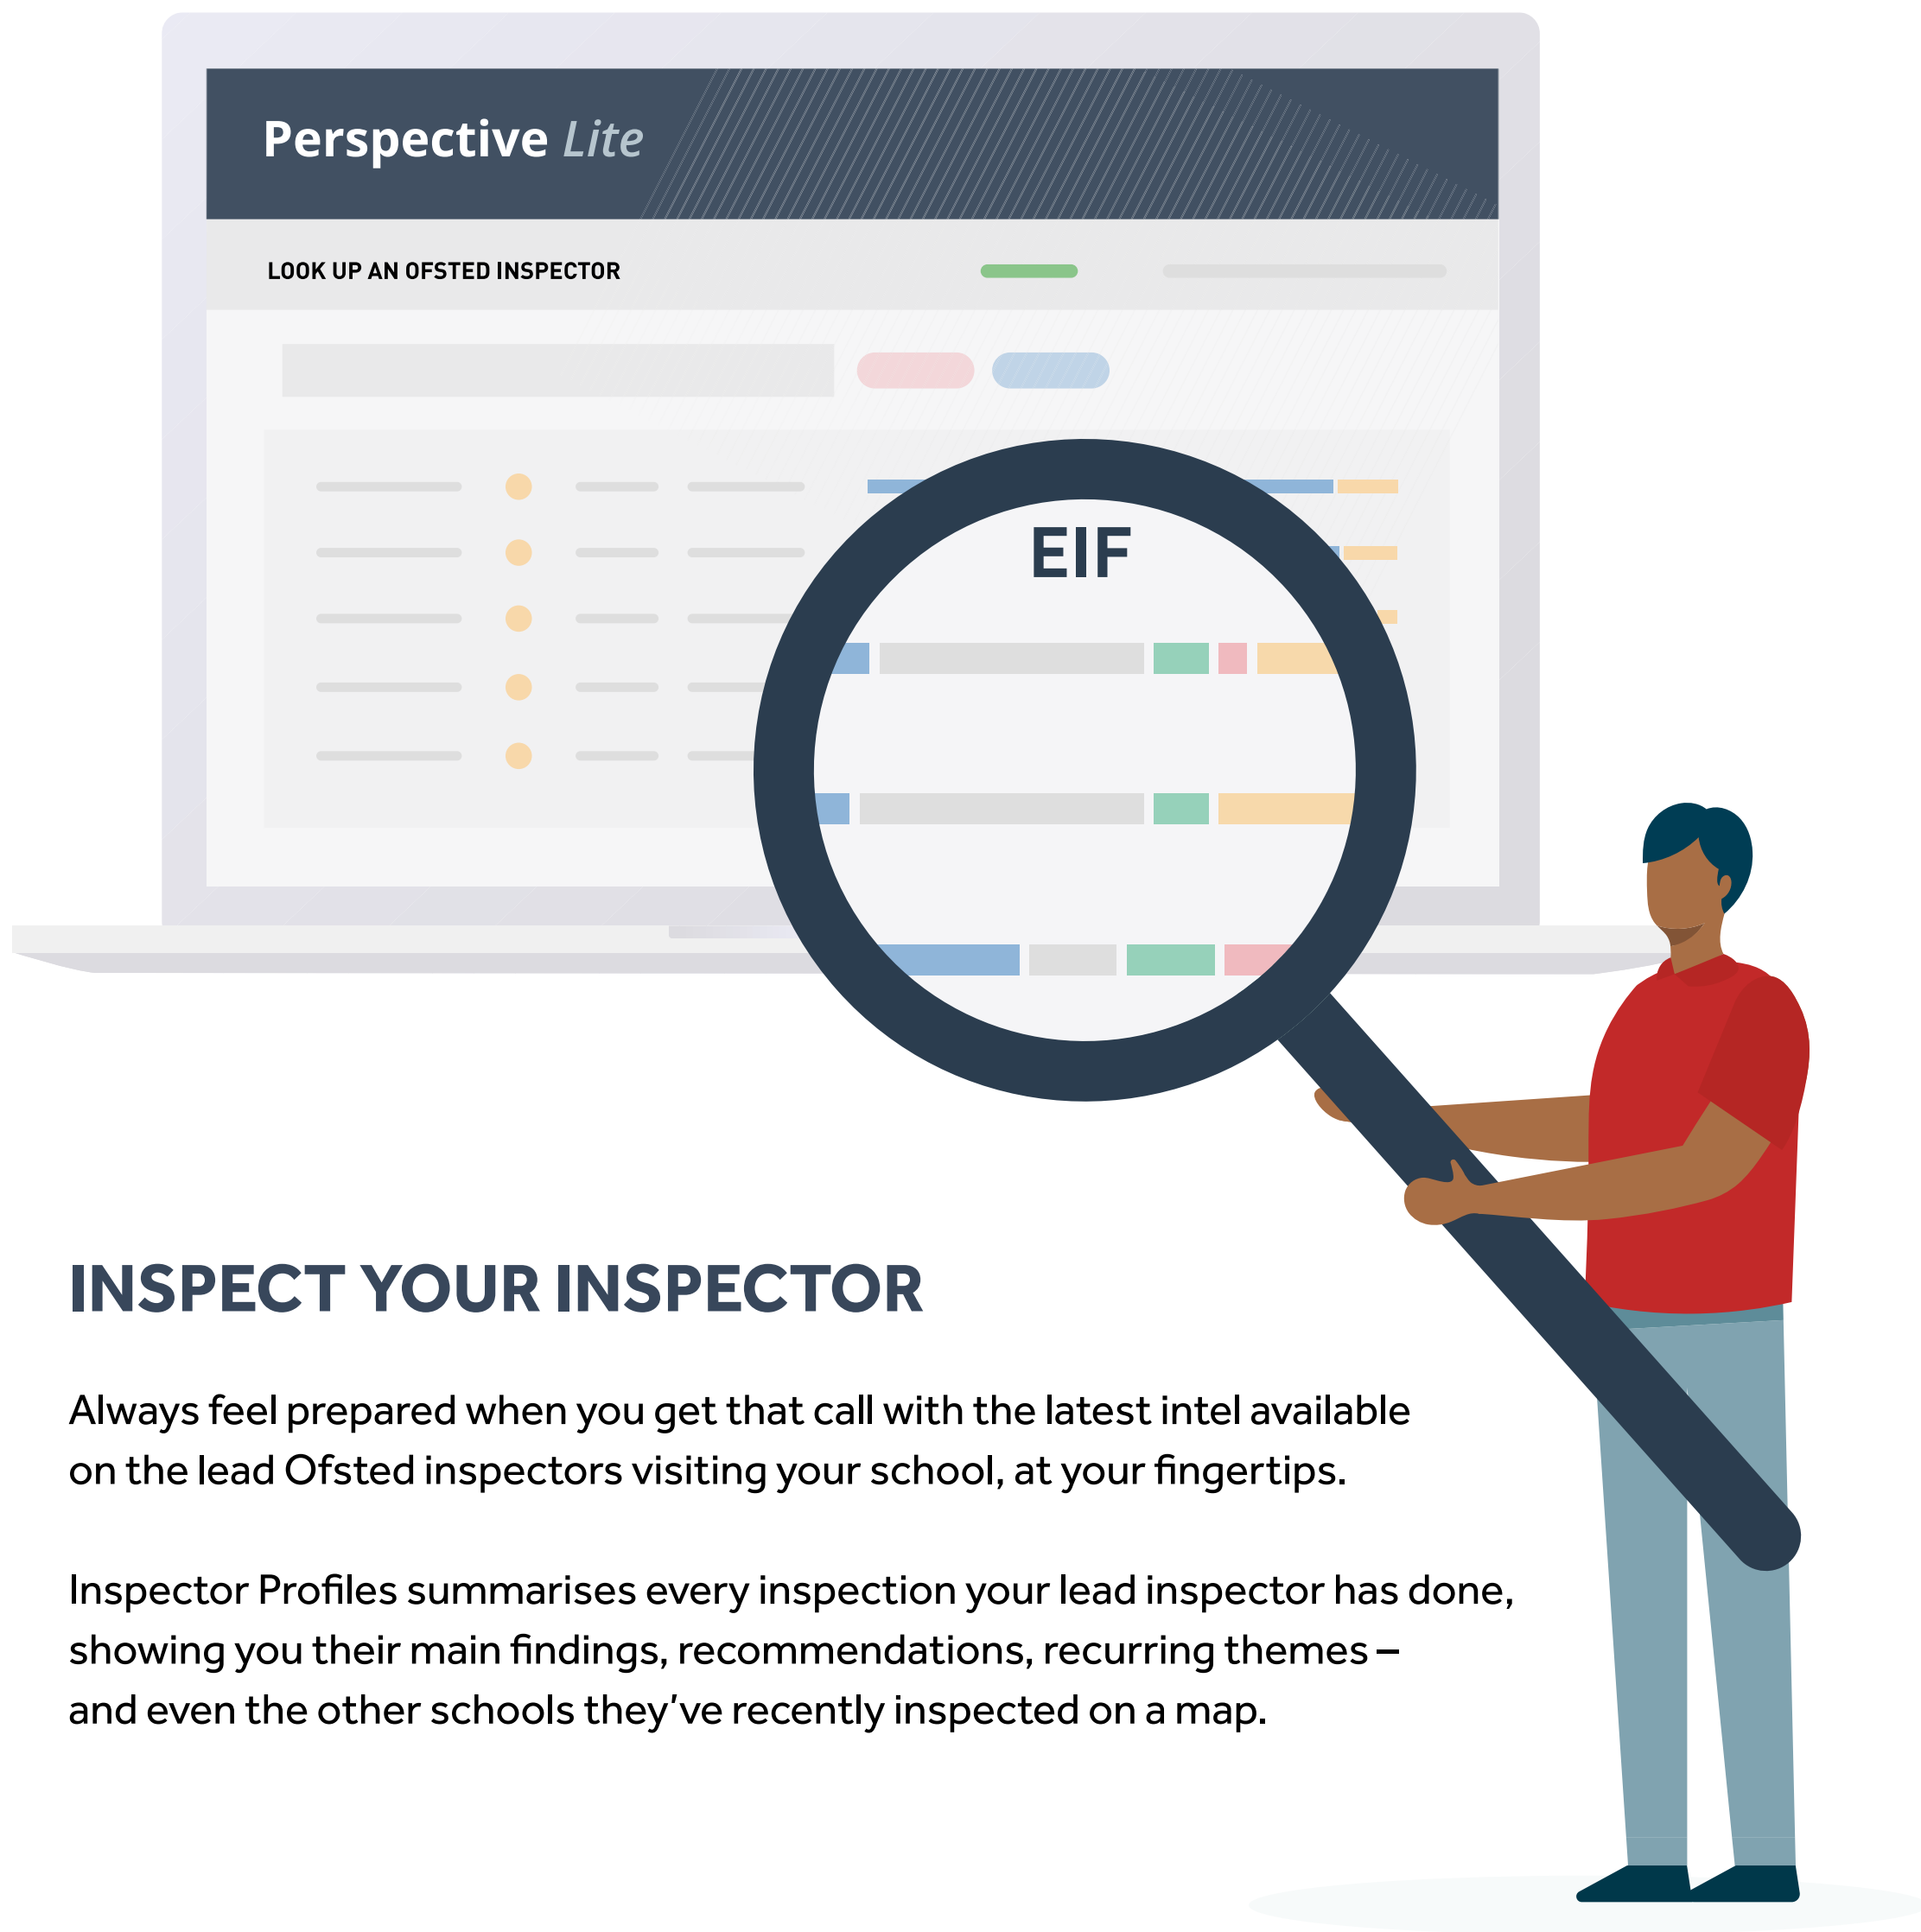 Perspective Lite
LOOK UP AN OFSTED INSPECTOR
EIF
INSPECT YOUR INSPECTOR
Always feel prepared when you get that call with the latest intel available
on the lead Ofsted inspectors visiting your school, at your fingertips.
Inspector Profiles summarises every inspection your lead inspector has done,
showing you their main findings, recommendations, recurring themes –
and even the other schools they’ve recently inspected on a map.